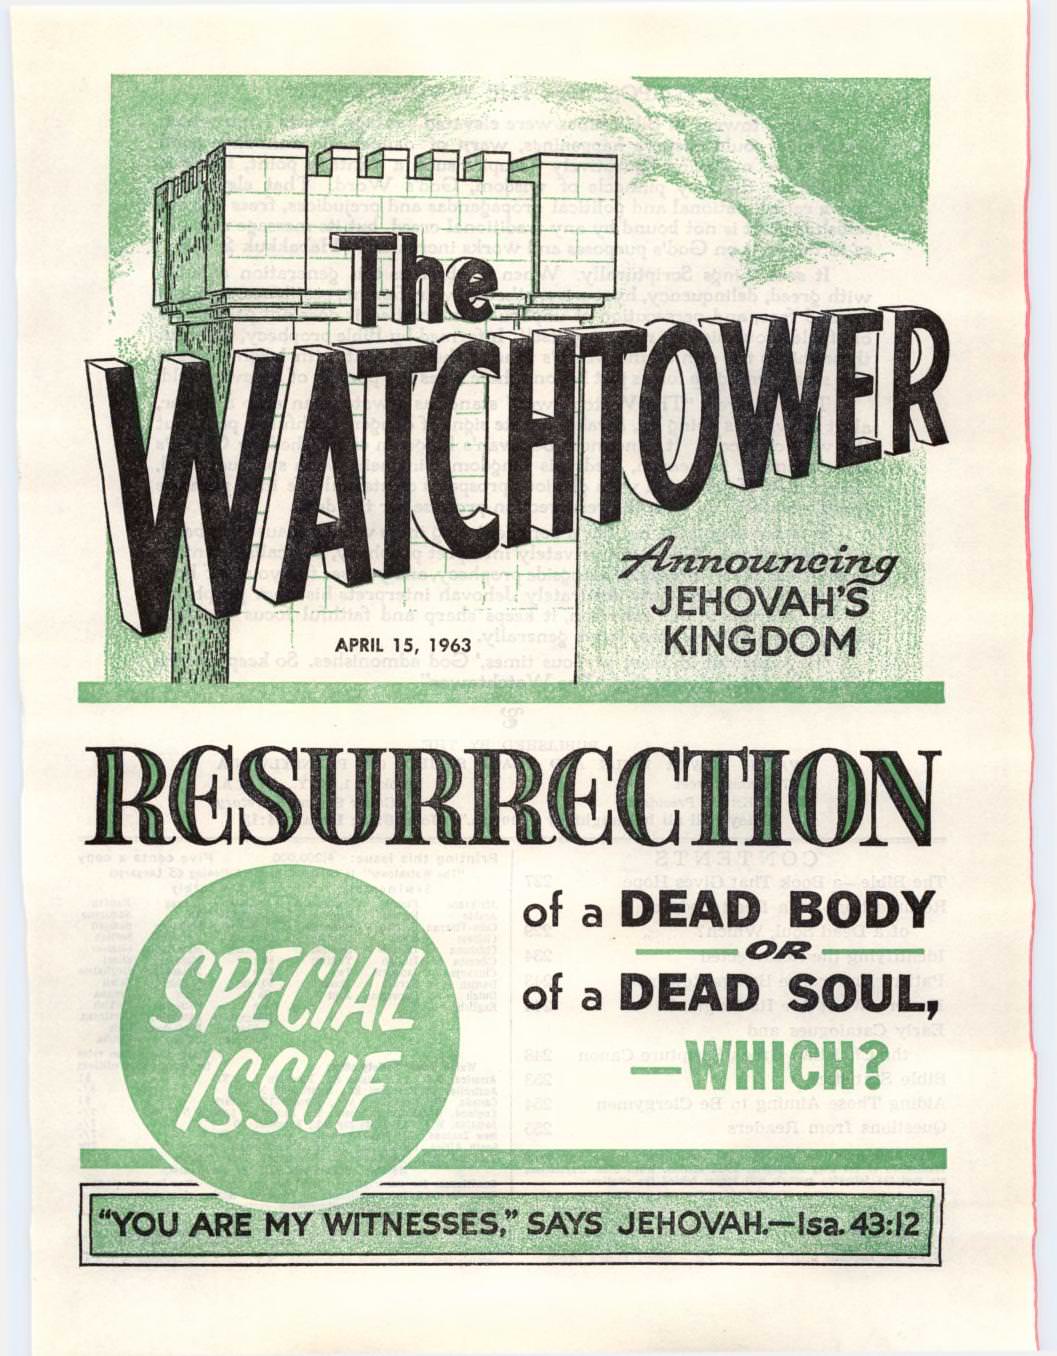 The
WATCHTOWER
Announcing
JEHOVAH'S
KINGDOM
APRIL 15, 1963
RESURRECTION
of a DEAD BODY
OR
of a DEAD SOUL,
—WHICH?
SPECIAL
ISSUE
"YOU ARE MY WITNESSES," SAYS JEHOVAH.—Isa. 43:12